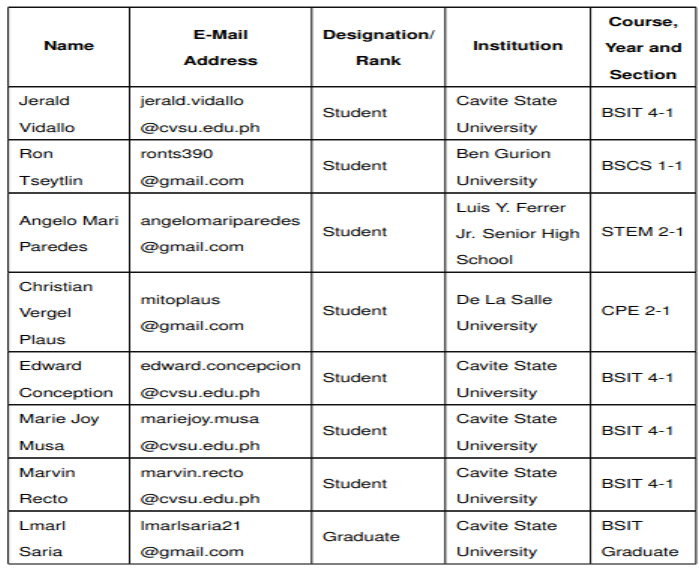 Name
E-Mail
Address
Designation/
Rank
Institution
Course,
Year and
Section
Jerald
Vidallo
jerald.vidallo
@cvsu.edu.ph
Student
Cavite State
University
BSIT 4-1
Ron
Tseytlin
ronts390
@gmail.com
Student
Ben Gurion
University
BSCS 1-1
Angelo Mari
Paredes
angelomariparedes
@gmail.com
Student
Luis Y. Ferrer
Jr. Senior High
School
STEM 2-1
Christian
Vergel
Plaus
mitoplaus
@gmail.com
Student
De La Salle
University
CPE 2-1
Edward
Conception
edward.concepcion
@cvsu.edu.ph
Student
Cavite State
University
BSIT 4-1
Marie Joy
Musa
mariejoy.musa
@cvsu.edu.ph
Student
Cavite State
University
BSIT 4-1
Marvin
Recto
marvin.recto
@cvsu.edu.ph
Student
Cavite State
University
BSIT 4-1
Lmarl
Saria
lmarlsaria21
@gmail.com
Graduate
Cavite State
University
BSIT
Graduate